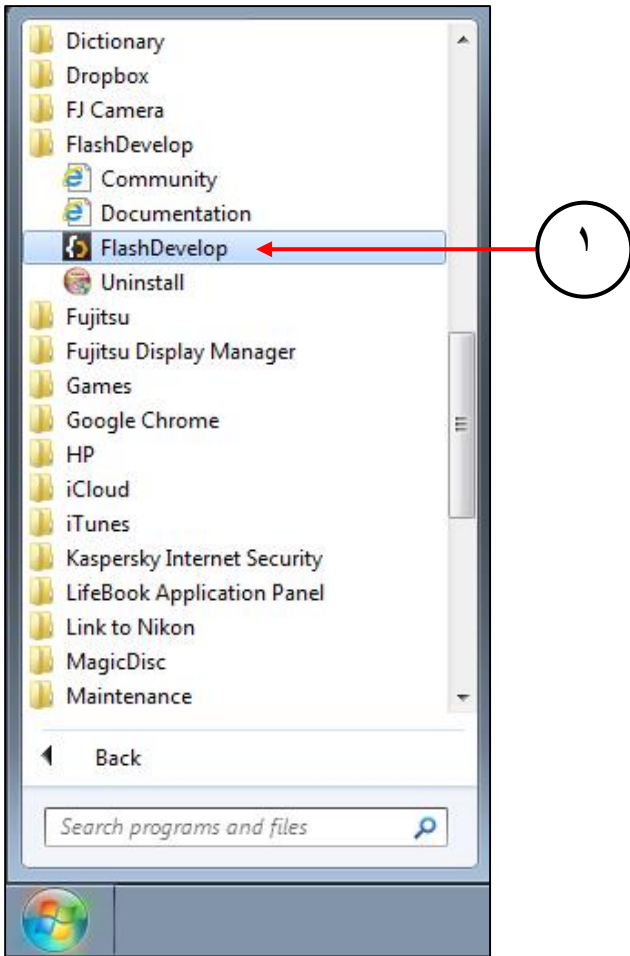 Dictionary
Dropbox
FJ Camera
FlashDevelop
Community
Documentation
FlashDevelop
١
Uninstall
Fujitsu
Fujitsu Display Manager
Games
Google Chrome
HP
iCloud
iTunes
Kaspersky Internet Security
LifeBook Application Panel
Link to Nikon
MagicDisc
Maintenance
Back
Search programs and files